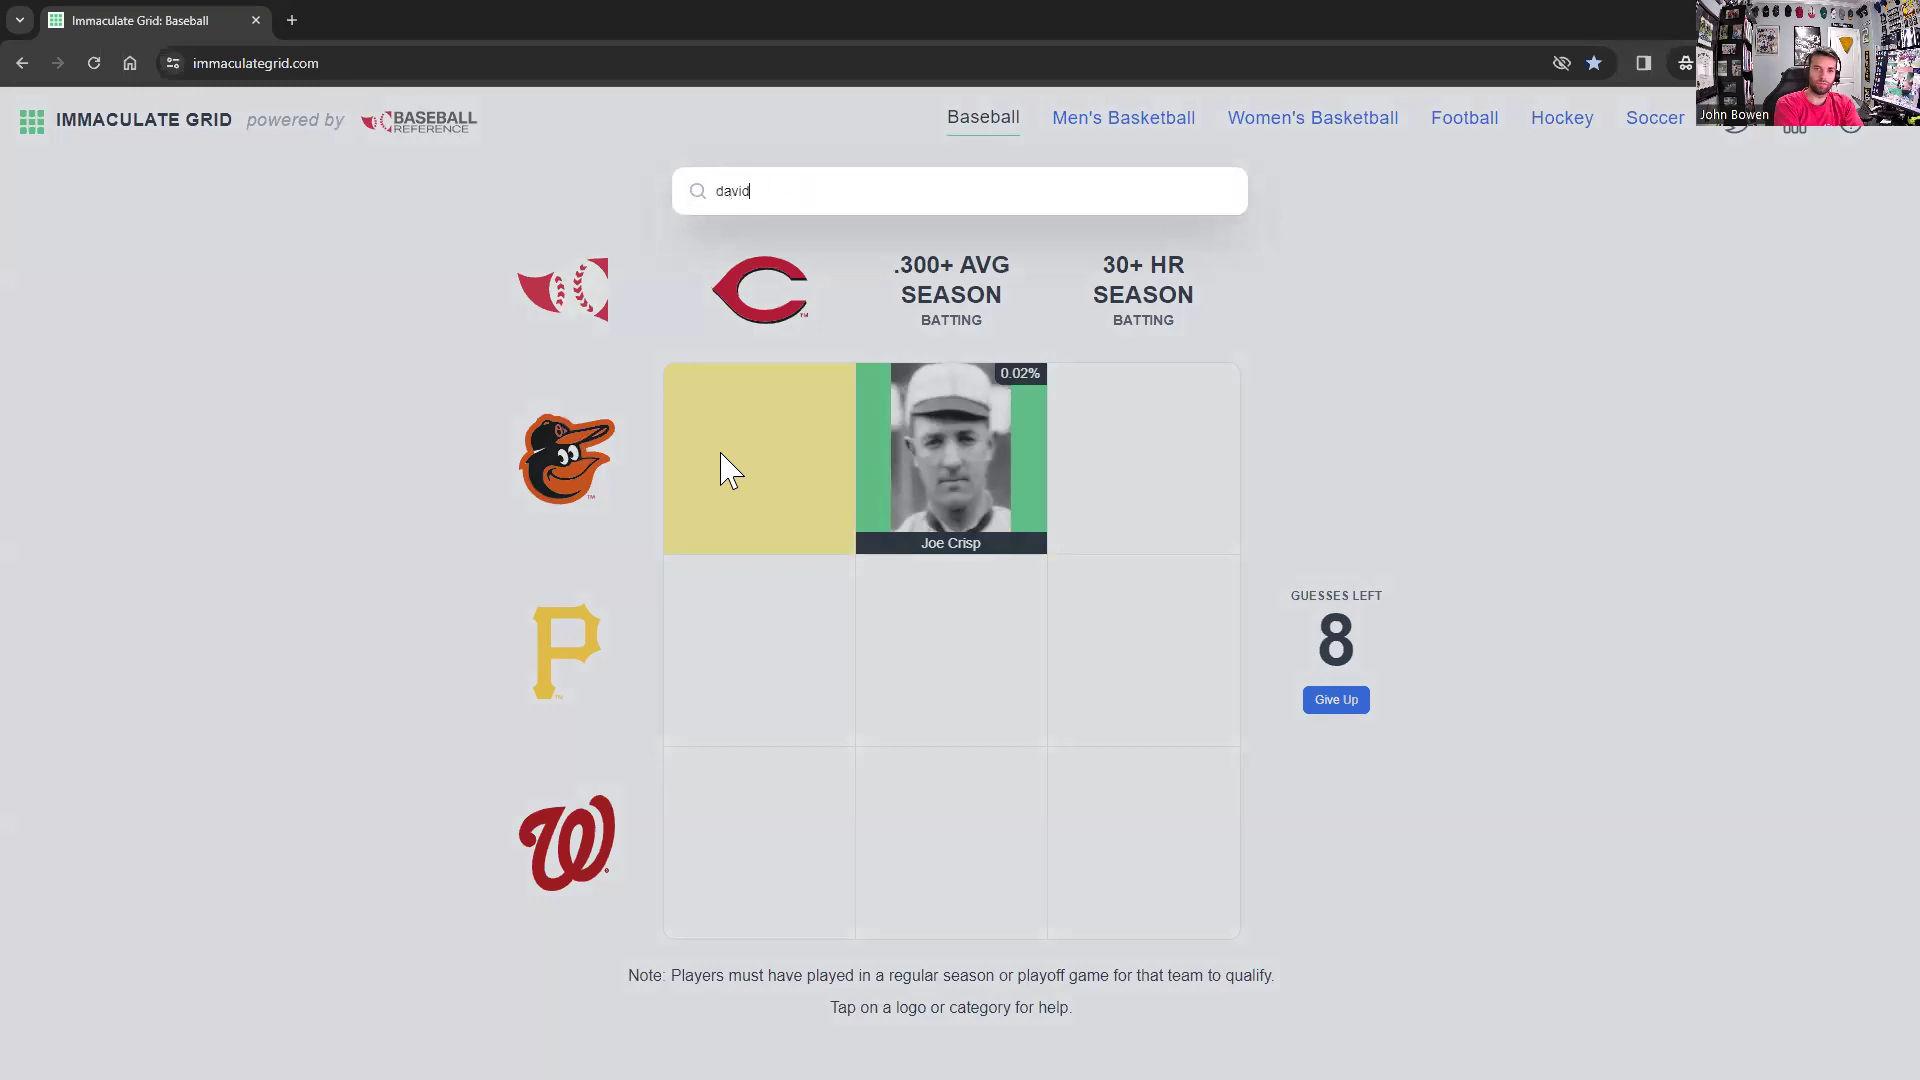 Immaculate Grid: Baseball
immaculategrid.com
IMMACULATE GRID powered by BASEBALL REFERENCE
Baseball Men's Basketball Women's Basketball Football Hockey Soccer
John Bowen
david
C
.300+ AVG
SEASON
BATTING
30+ HR
SEASON
BATTING
0.02%
Joe Crisp
P
GUESSES LEFT
8
Give Up
W
Note: Players must have played in a regular season or playoff game for that team to qualify.
Tap on a logo or category for help.